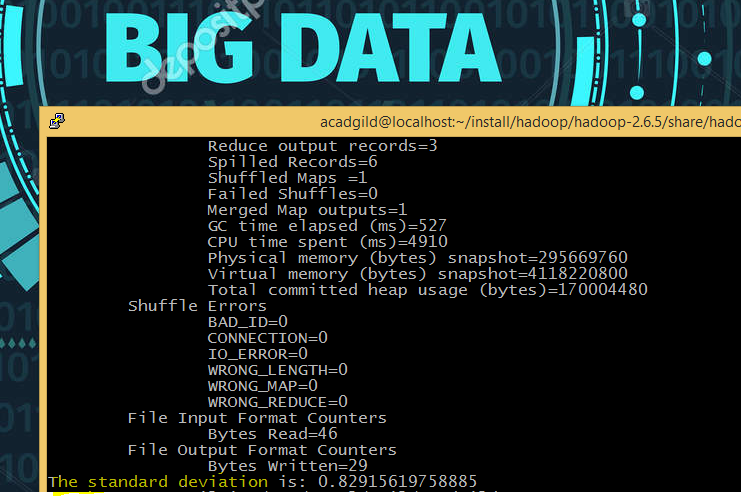 BIG DATA
depositp
acadgild@localhost:~/install/hadoop/hadoop-2.6.5/share/hado
Reduce output records=3
Spilled Records=6
Shuffled Maps =1
Failed Shuffles=0
Merged Map outputs=1
GC time elapsed (ms)=527
CPU time spent (ms)=4910
Physical memory (bytes) snapshot=295669760
Virtual memory (bytes) snapshot=4118220800
Total committed heap usage (bytes)=170004480
Shuffle Errors
BAD_ID=0
CONNECTION=0
IO_ERROR=0
WRONG_LENGTH=0
WRONG_MAP=0
WRONG_REDUCE=0
File Input Format Counters
Bytes Read=46
File Output Format Counters
Bytes Written=29
The standard deviation is: 0.82915619758885